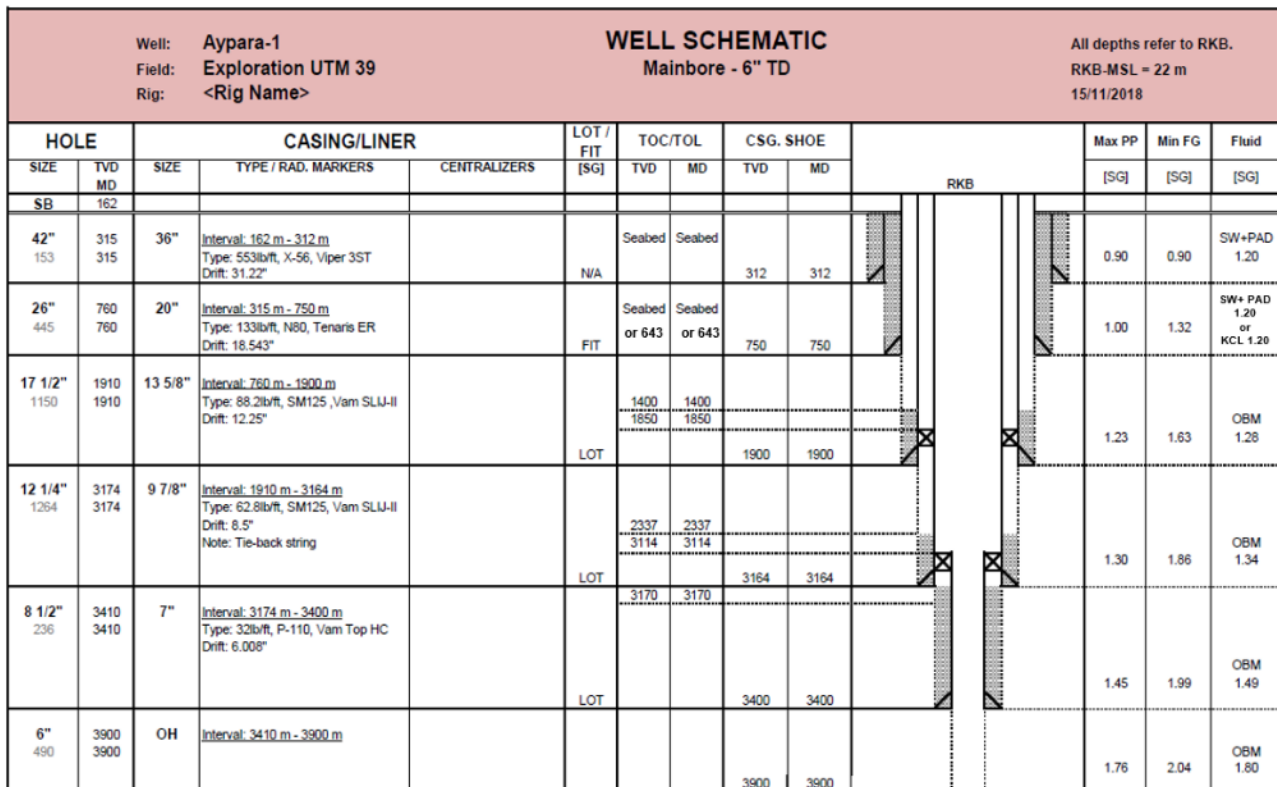 Well: Aypara-1
Field: Exploration UTM 39
Rig: <Rig Name>
WELL SCHEMATIC
Mainbore - 6" TD
All depths refer to RKB.
RKB-MSL = 22 m
15/11/2018
HOLE
CASING/LINER
LOT / FIT
TOC/TOL
CSG. SHOE
Max PP
Min FG
Fluid
SIZE
TVD
MD
SIZE
TYPE / RAD. MARKERS
CENTRALIZERS
[SG]
TVD
MD
TVD
MD
RKB
[SG]
[SG]
[SG]
SB 162
42" 315 36" Interval: 162 m - 312 m Seabed Seabed SW+PAD
153 315 Type: 553lb/ft, X-56, Viper 3ST 0.90 0.90 1.20
Drift: 31.22" N/A 312 312
26" 760 20" Interval: 315 m - 750 m Seabed Seabed SW+ PAD
445 760 Type: 133lb/ft, N80, Tenaris ER or 643 or 643 1.00 1.32 1.20
or
Drift: 18.543" FIT 750 750 KCL 1.20
17 1/2" 1910 13 5/8" Interval: 760 m - 1900 m
1150 1910 Type: 88.2lb/ft, SM125 ,Vam SLIJ-II 1400 1400
Drift: 12.25" 1850 1850 OBM
1.23 1.63 1.28
LOT 1900 1900
12 1/4" 3174 9 7/8" Interval: 1910 m - 3164 m
1264 3174 Type: 62.8lb/ft, SM125, Vam SLIJ-II
Drift: 8.5" 2337 2337
Note: Tie-back string 3114 3114 OBM
1.30 1.86 1.34
LOT 3164 3164
3170 3170
8 1/2" 3410 7" Interval: 3174 m - 3400 m
236 3410 Type: 32lb/ft, P-110, Vam Top HC
Drift: 6.008"
OBM
1.45 1.99 1.49
LOT 3400 3400
6" 3900 OH Interval: 3410 m - 3900 m
490 3900 OBM
1.76 2.04 1.80
3900 3900